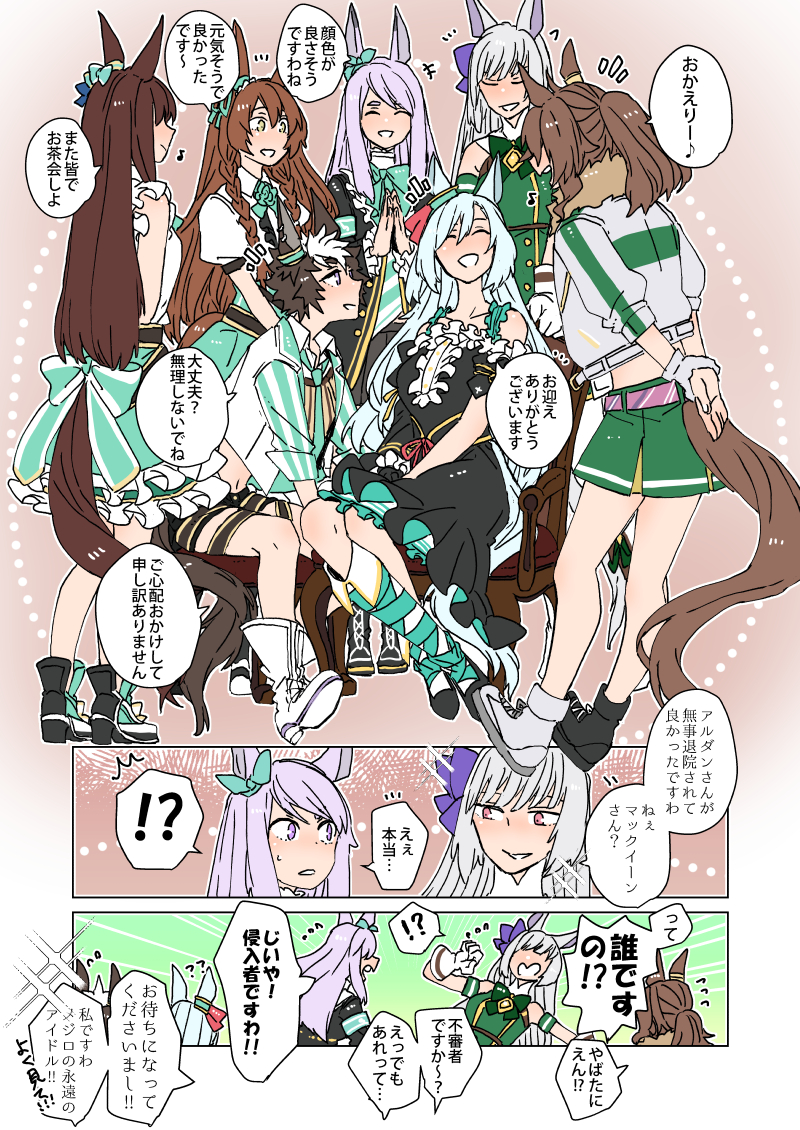 おかえりー♪
顔色が
良さそう
ですわね
元気そうで
良かった
です〜
また皆で
お茶会しよ
お迎え
ありがとう
ございます
大丈夫？
無理しないでね
ご心配おかけして
申し訳ありません
アルダンさんが
無事退院されて
良かったですわ
ねぇ
マックイーン
さん？
ええ
本当…
!?
って
誰です
の!?
やばたに
えん!?
!?
不審者
ですか〜？
えっでも
あれって…
じいや！
侵入者ですわ!!
お待ちになって
くださいまし!!
私ですわ
メジロの永遠の
アイドル!!
よく見て!!!